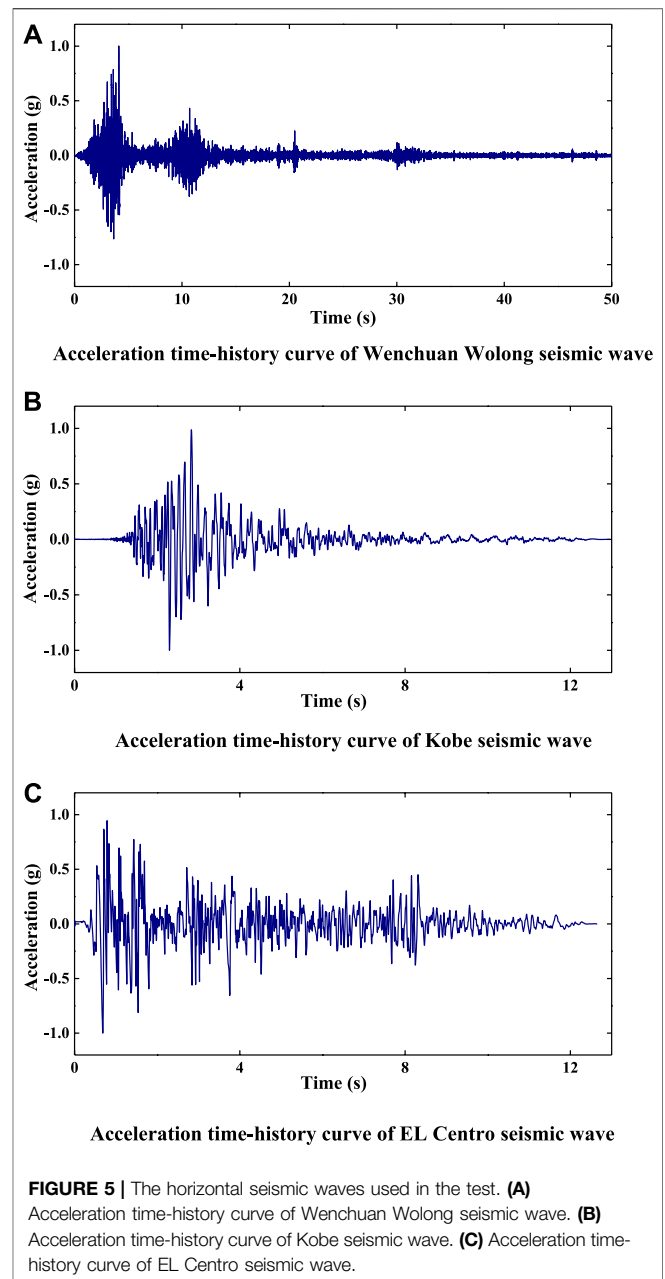 A
1.0
0.5
0.0
-0.5
-1.0
Acceleration (g)
0 10 20 30 40 50
Time (s)
Acceleration time-history curve of Wenchuan Wolong seismic wave
B
1.0
0.5
0.0
-0.5
-1.0
Acceleration (g)
0 4 8 12
Time (s)
Acceleration time-history curve of Kobe seismic wave
C
1.0
0.5
0.0
-0.5
-1.0
Acceleration (g)
0 4 8 12
Time (s)
Acceleration time-history curve of EL Centro seismic wave
FIGURE 5 | The horizontal seismic waves used in the test. (A)
Acceleration time-history curve of Wenchuan Wolong seismic wave. (B)
Acceleration time-history curve of Kobe seismic wave. (C) Acceleration time-
history curve of EL Centro seismic wave.